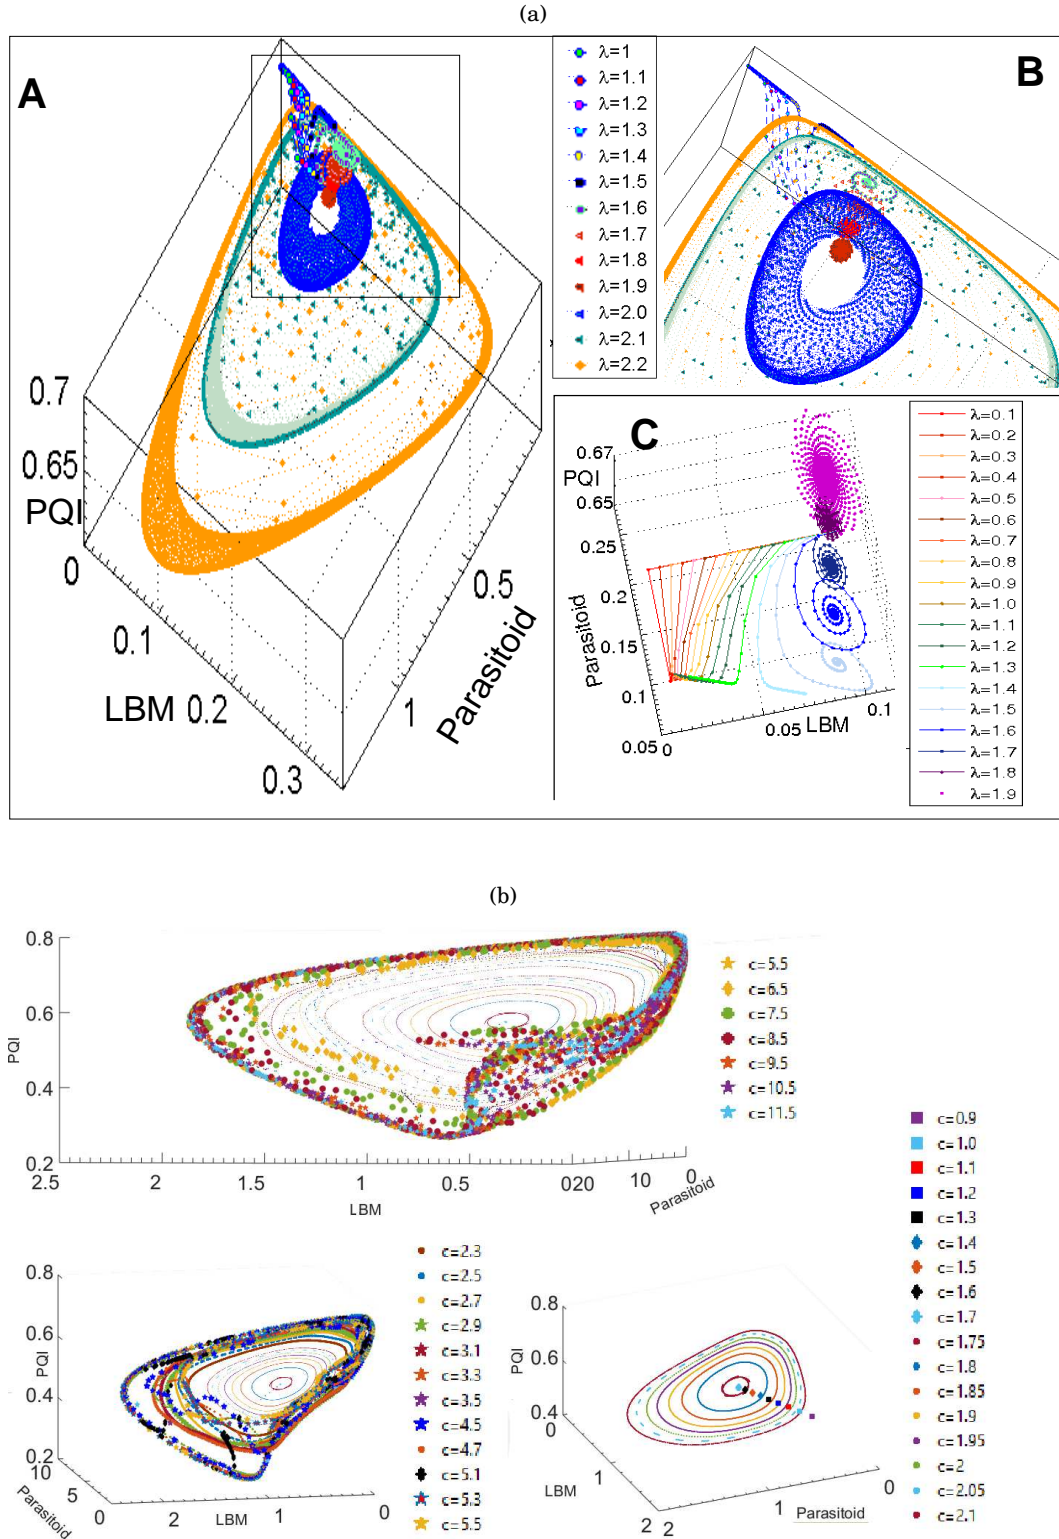 (a)
A
0.7
0.65
PQI
0
0.1
LBM 0.2
0.3
0.5
1
Parasitoid
λ=1
λ=1.1
λ=1.2
λ=1.3
λ=1.4
λ=1.5
λ=1.6
λ=1.7
λ=1.8
λ=1.9
λ=2.0
λ=2.1
λ=2.2
B
C
0.67
PQI
0.65
0.25
0.2
0.15
0.1
0.05
Parasitoid
0
0.05
LBM
0.1
λ=0.1
λ=0.2
λ=0.3
λ=0.4
λ=0.5
λ=0.6
λ=0.7
λ=0.8
λ=0.9
λ=1.0
λ=1.1
λ=1.2
λ=1.3
λ=1.4
λ=1.5
λ=1.6
λ=1.7
λ=1.8
λ=1.9
(b)
0.8
0.6
PQI
0.4
0.2
2.5
2
1.5
1
0.5
020
10
0
LBM
Parasitoid
c=5.5
c=6.5
c=7.5
c=8.5
c=9.5
c=10.5
c=11.5
0.8
0.6
PQI
0.4
0.2
10
5
0
Parasitoid
2
LBM
1
0
c=2.3
c=2.5
c=2.7
c=2.9
c=3.1
c=3.3
c=3.5
c=4.5
c=4.7
c=5.1
c=5.3
c=5.5
0.8
PQI
0.6
0.4
0
LBM
1
2
2
1
Parasitoid
0
c=0.9
c=1.0
c=1.1
c=1.2
c=1.3
c=1.4
c=1.5
c=1.6
c=1.7
c=1.75
c=1.8
c=1.85
c=1.9
c=1.95
c=2
c=2.05
c=2.1